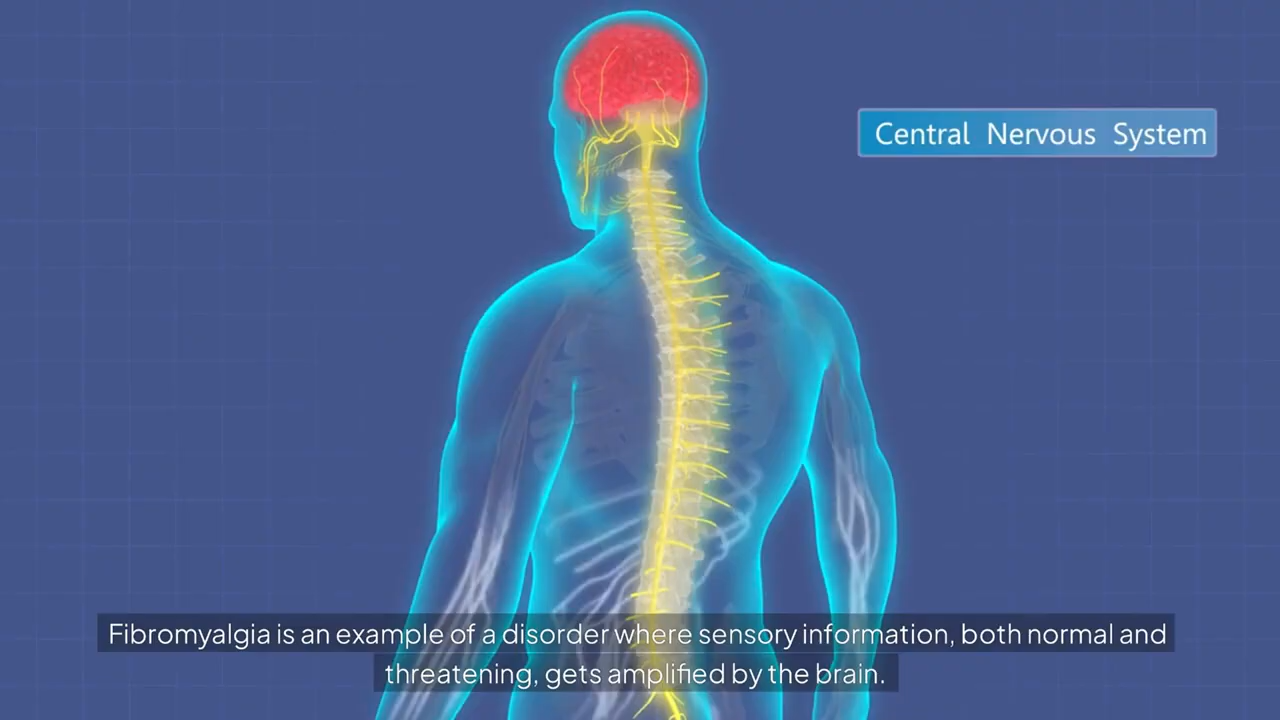 Central Nervous System
Fibromyalgia is an example of a disorder where sensory information, both normal and
threatening, gets amplified by the brain.